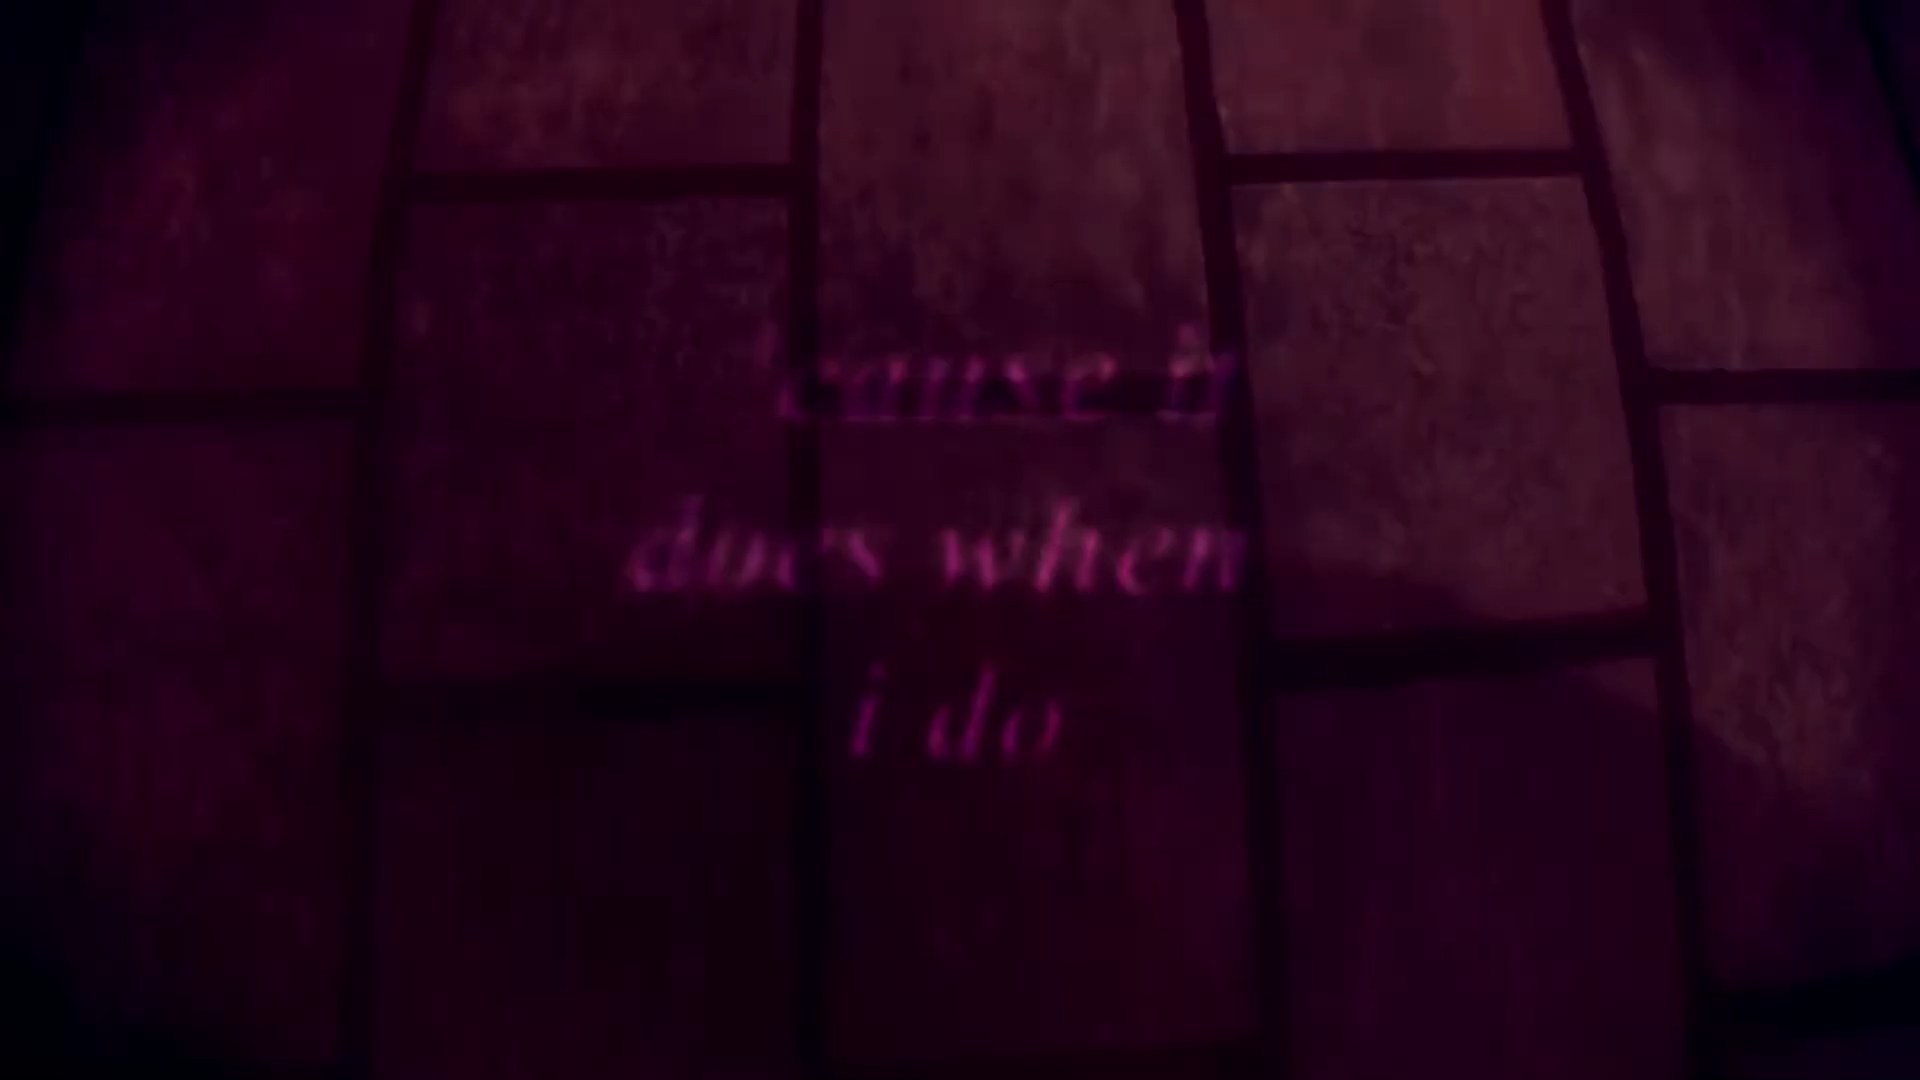 'cause it
does when
i do